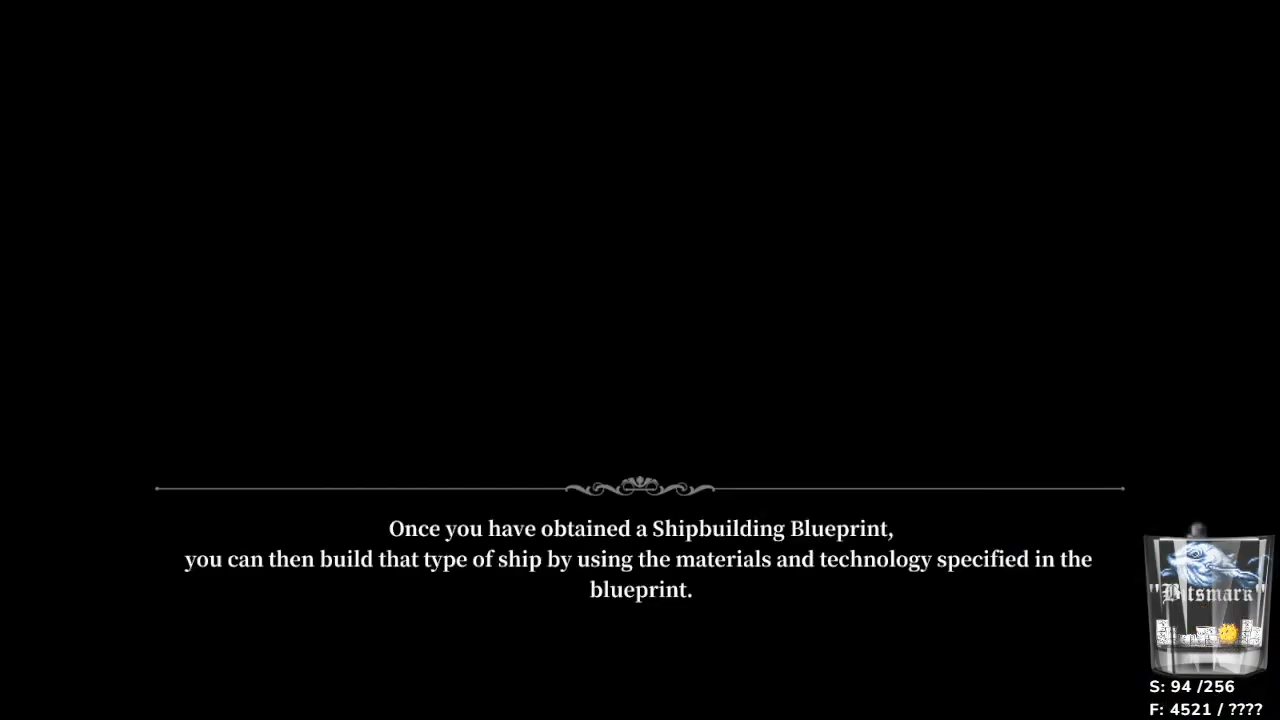 Once you have obtained a Shipbuilding Blueprint,
you can then build that type of ship by using the materials and technology specified in the
blueprint.
"Bitsmark"
S: 94 /256
F: 4521 / ????